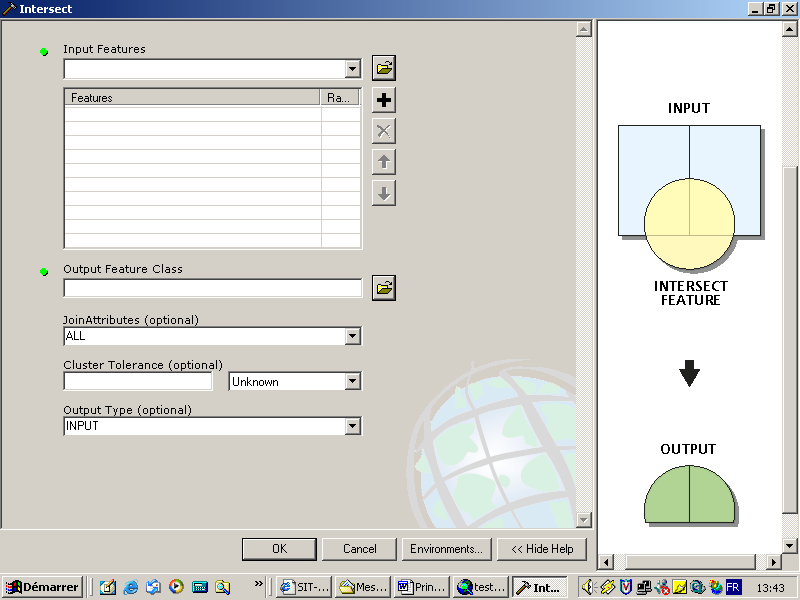 Intersect
Input Features
Features Ra...
Output Feature Class
JoinAttributes (optional)
ALL
Cluster Tolerance (optional)
Unknown
Output Type (optional)
INPUT
OK Cancel Environments... << Hide Help
INPUT
INTERSECT
FEATURE
OUTPUT
Démarrer » SIT-... Mes... Prin... test... Int... FR 13:43